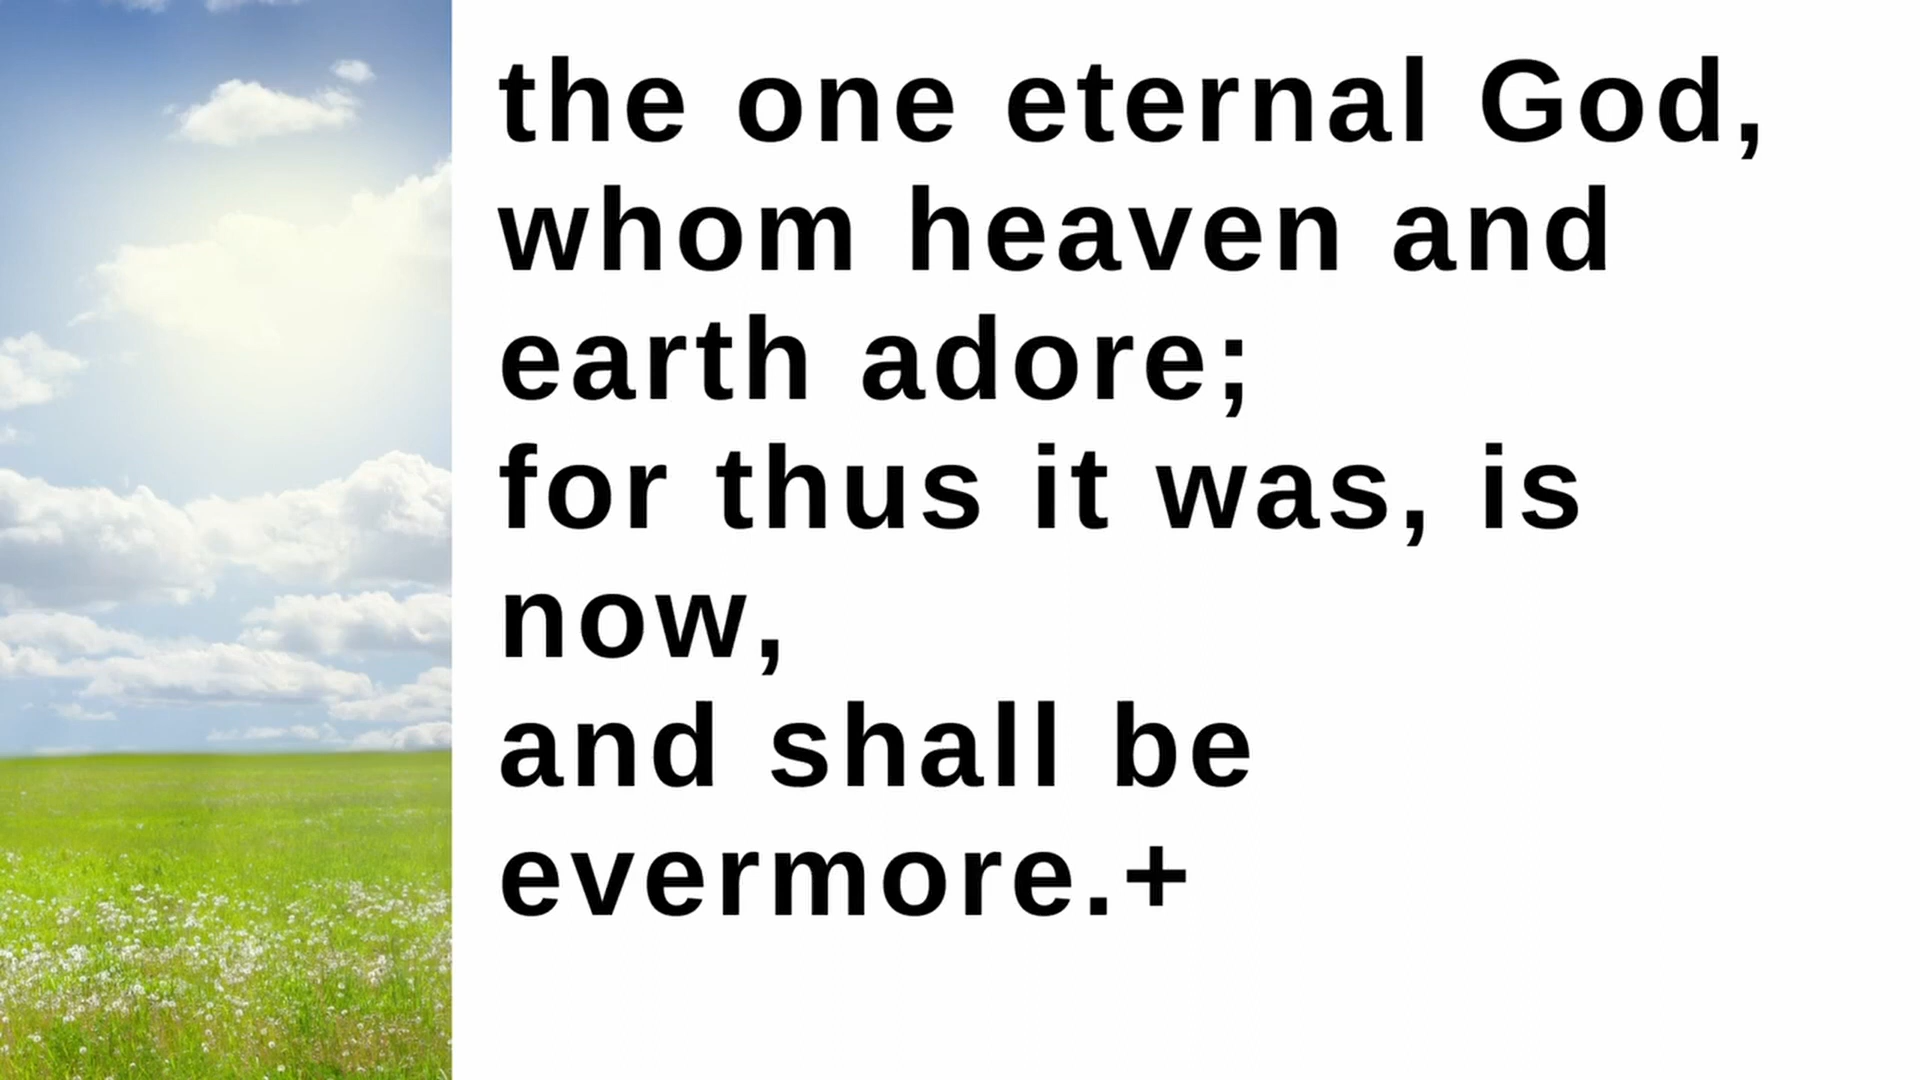 the one eternal God,
whom heaven and
earth adore;
for thus it was, is
now,
and shall be
evermore.+